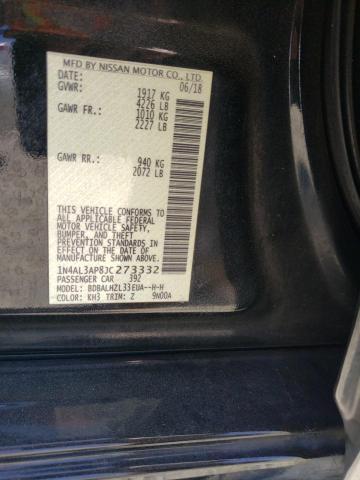 MFD BY NISSAN MOTOR CO., LTD.
DATE: 06/18
GVWR: 1917 KG
4226 LB
GAWR FR.: 1010 KG
2227 LB
GAWR RR.: 940 KG
2072 LB
THIS VEHICLE CONFORMS TO
ALL APPLICABLE FEDERAL
MOTOR VEHICLE SAFETY,
BUMPER, AND THEFT
PREVENTION STANDARDS IN
EFFECT ON THE DATE OF
MANUFACTURE SHOWN ABOVE.
1N4AL3AP8JC273332
PASSENGER CAR 392
MODEL: BDBALHZL33EUA--H-H
COLOR: KH3 TRIM: Z 9N00A